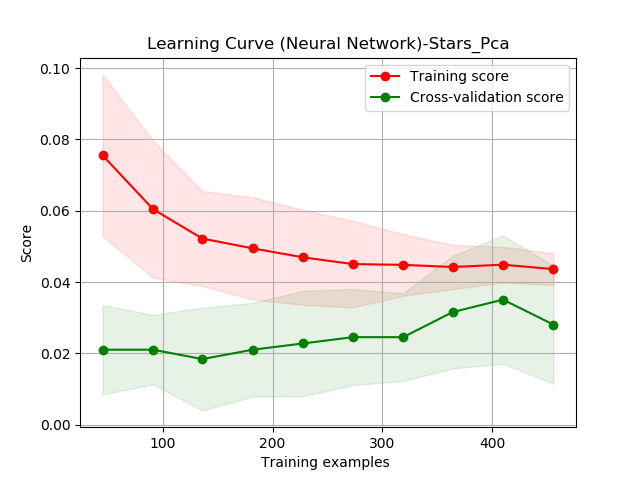 Learning Curve (Neural Network)-Stars_Pca
Training score
Cross-validation score
0.10
0.08
0.06
0.04
0.02
0.00
Score
100 200 300 400
Training examples